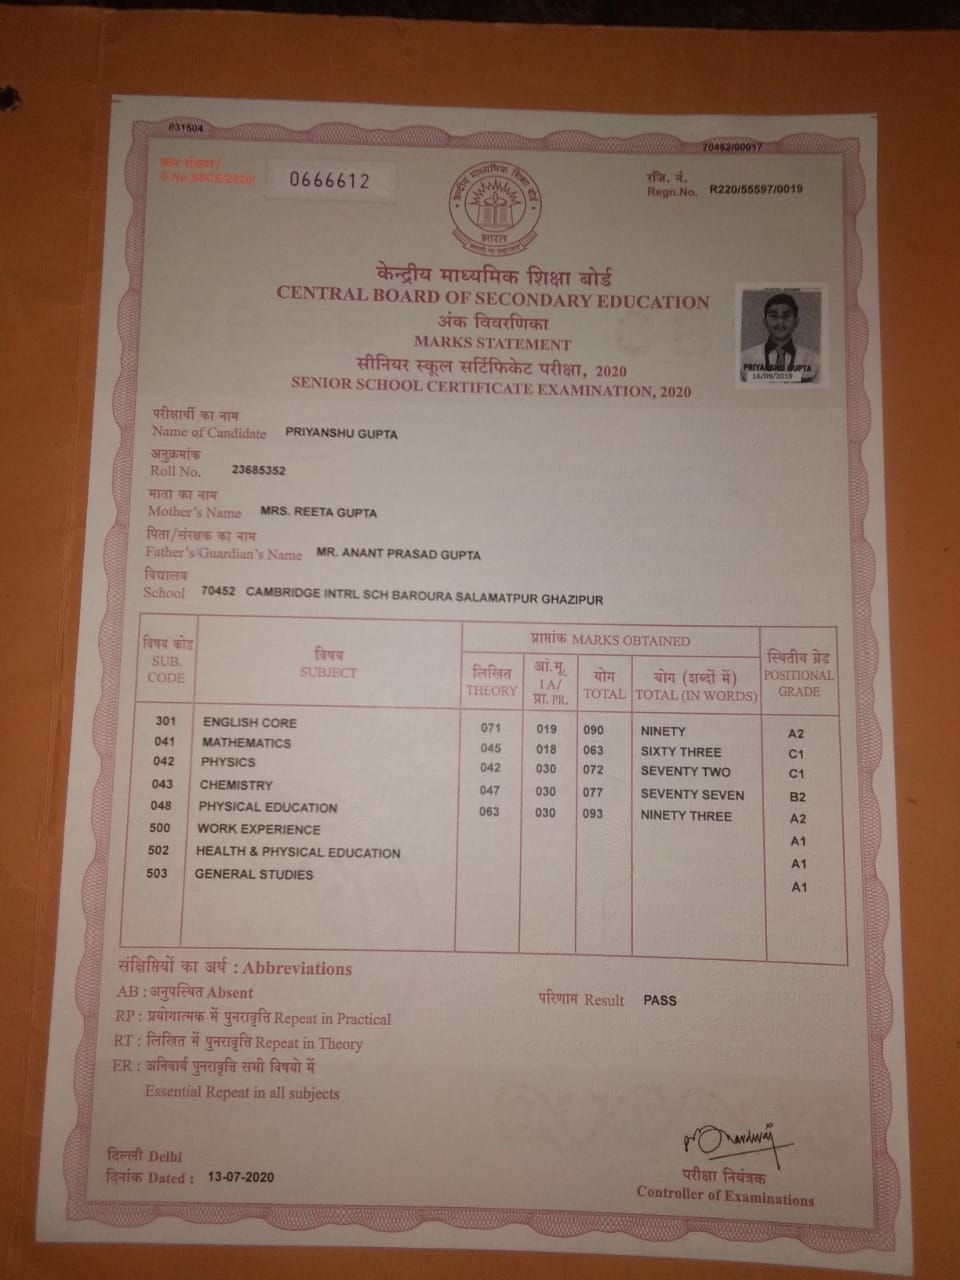 831504
70452/00017
क्रम संख्या/
S.No.SSCE/2020/
0666612
रजि. नं.
Regn.No. R220/55597/0019
केन्द्रीय माध्यमिक शिक्षा बोर्ड
भारत
केन्द्रीय माध्यमिक शिक्षा बोर्ड
CENTRAL BOARD OF SECONDARY EDUCATION
अंक विवरणिका
MARKS STATEMENT
सीनियर स्कूल सर्टिफिकेट परीक्षा, 2020
SENIOR SCHOOL CERTIFICATE EXAMINATION, 2020
PRIYANSHU GUPTA
16/09/2019
परीक्षार्थी का नाम
Name of Candidate PRIYANSHU GUPTA
अनुक्रमांक
Roll No. 23685352
माता का नाम
Mother's Name MRS. REETA GUPTA
पिता/संरक्षक का नाम
Father's/Guardian's Name MR. ANANT PRASAD GUPTA
विद्यालय
School 70452 CAMBRIDGE INTRL SCH BAROURA SALAMATPUR GHAZIPUR
विषय कोड
SUB.
CODE
विषय
SUBJECT
प्राप्तांक MARKS OBTAINED
लिखित
THEORY
आं.मू.
IA/
प्रा. PR.
योग
TOTAL
योग (शब्दों में)
TOTAL (IN WORDS)
स्थितीय ग्रेड
POSITIONAL
GRADE
301 ENGLISH CORE 071 019 090 NINETY A2
041 MATHEMATICS 045 018 063 SIXTY THREE C1
042 PHYSICS 042 030 072 SEVENTY TWO C1
043 CHEMISTRY 047 030 077 SEVENTY SEVEN B2
048 PHYSICAL EDUCATION 063 030 093 NINETY THREE A2
500 WORK EXPERIENCE A1
502 HEALTH & PHYSICAL EDUCATION A1
503 GENERAL STUDIES A1
संक्षिप्तियों का अर्थ : Abbreviations
AB : अनुपस्थित Absent
परिणाम Result PASS
RP : प्रयोगात्मक में पुनरावृत्ति Repeat in Practical
RT : लिखित में पुनरावृत्ति Repeat in Theory
ER : अनिवार्य पुनरावृत्ति सभी विषयो में
Essential Repeat in all subjects
दिल्ली Delhi
दिनांक Dated : 13-07-2020
परीक्षा नियंत्रक
Controller of Examinations